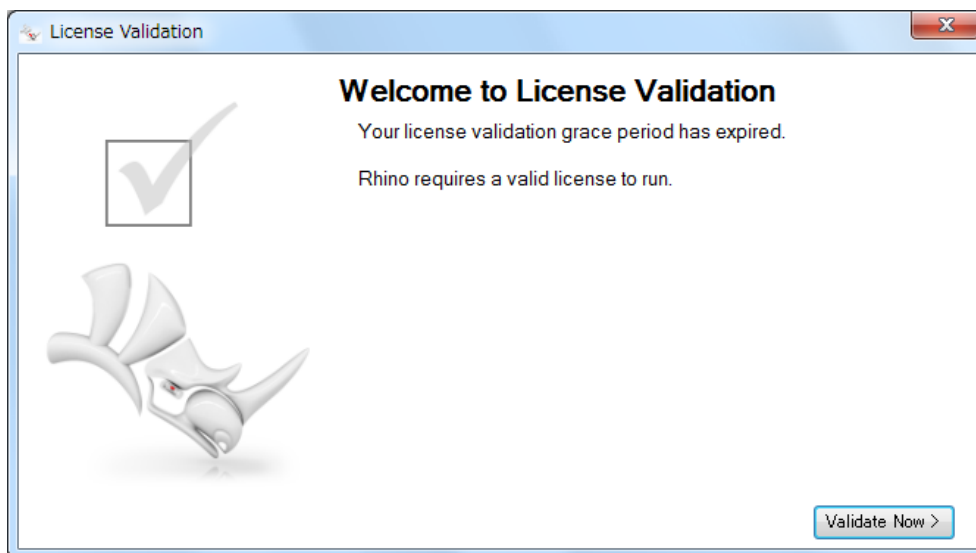 License Validation
Welcome to License Validation
Your license validation grace period has expired.
Rhino requires a valid license to run.
Validate Now >